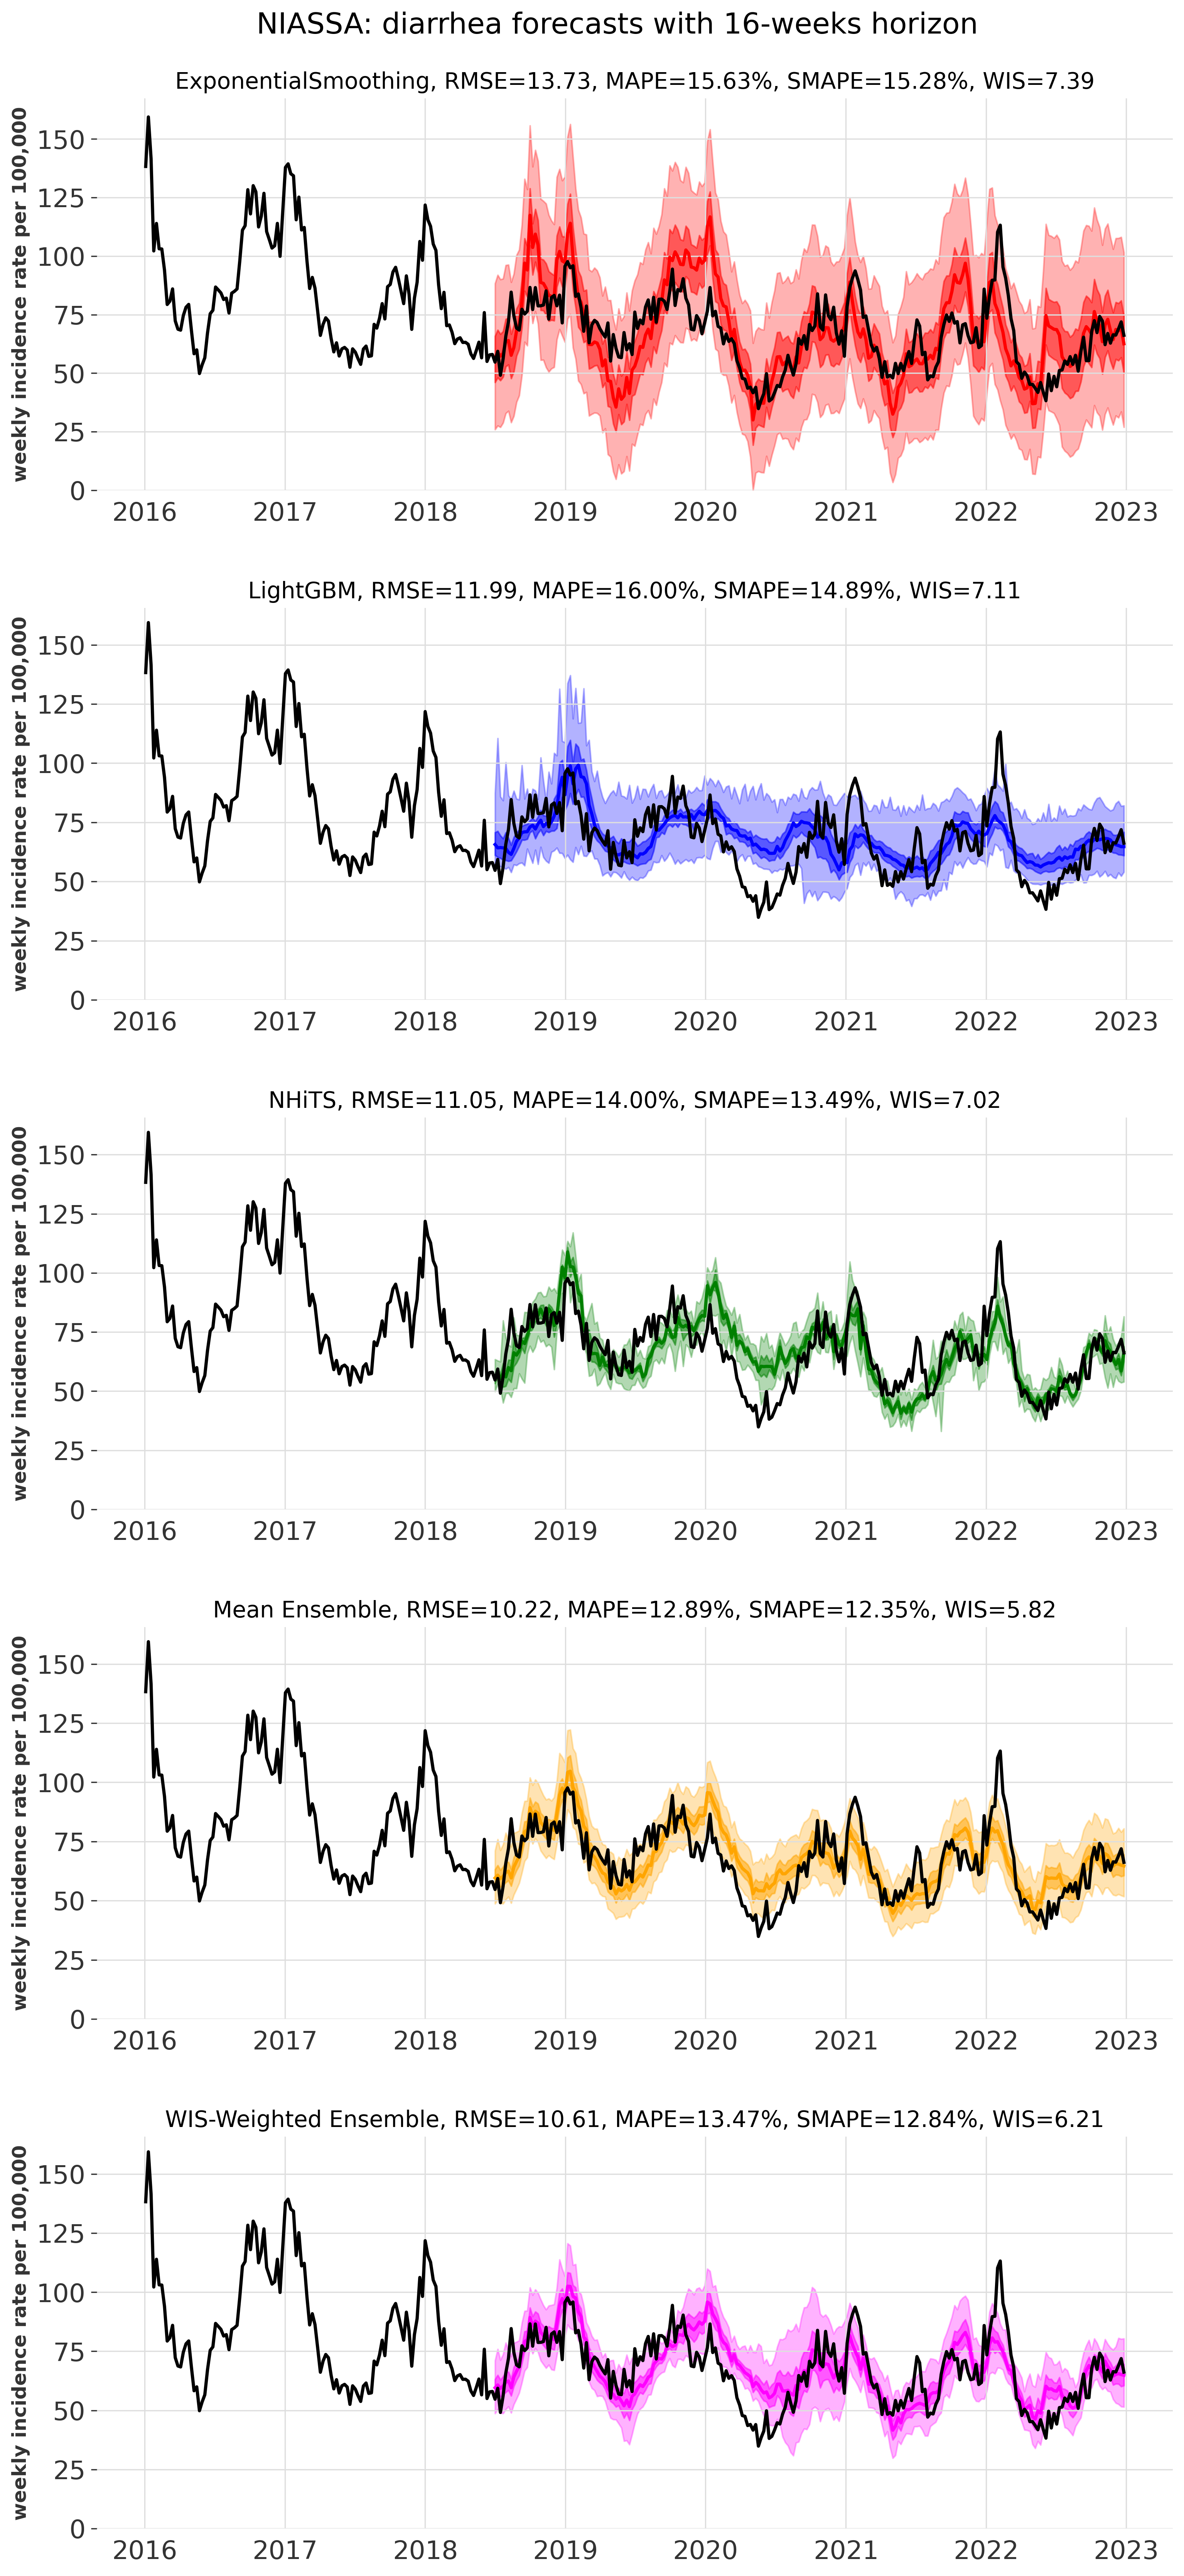 NIASSA: diarrhea forecasts with 16-weeks horizon
ExponentialSmoothing, RMSE=13.73, MAPE=15.63%, SMAPE=15.28%, WIS=7.39
weekly incidence rate per 100,000
150
125
100
75
50
25
0
2016 2017 2018 2019 2020 2021 2022 2023
LightGBM, RMSE=11.99, MAPE=16.00%, SMAPE=14.89%, WIS=7.11
weekly incidence rate per 100,000
150
125
100
75
50
25
0
2016 2017 2018 2019 2020 2021 2022 2023
NHiTS, RMSE=11.05, MAPE=14.00%, SMAPE=13.49%, WIS=7.02
weekly incidence rate per 100,000
150
125
100
75
50
25
0
2016 2017 2018 2019 2020 2021 2022 2023
Mean Ensemble, RMSE=10.22, MAPE=12.89%, SMAPE=12.35%, WIS=5.82
weekly incidence rate per 100,000
150
125
100
75
50
25
0
2016 2017 2018 2019 2020 2021 2022 2023
WIS-Weighted Ensemble, RMSE=10.61, MAPE=13.47%, SMAPE=12.84%, WIS=6.21
weekly incidence rate per 100,000
150
125
100
75
50
25
0
2016 2017 2018 2019 2020 2021 2022 2023